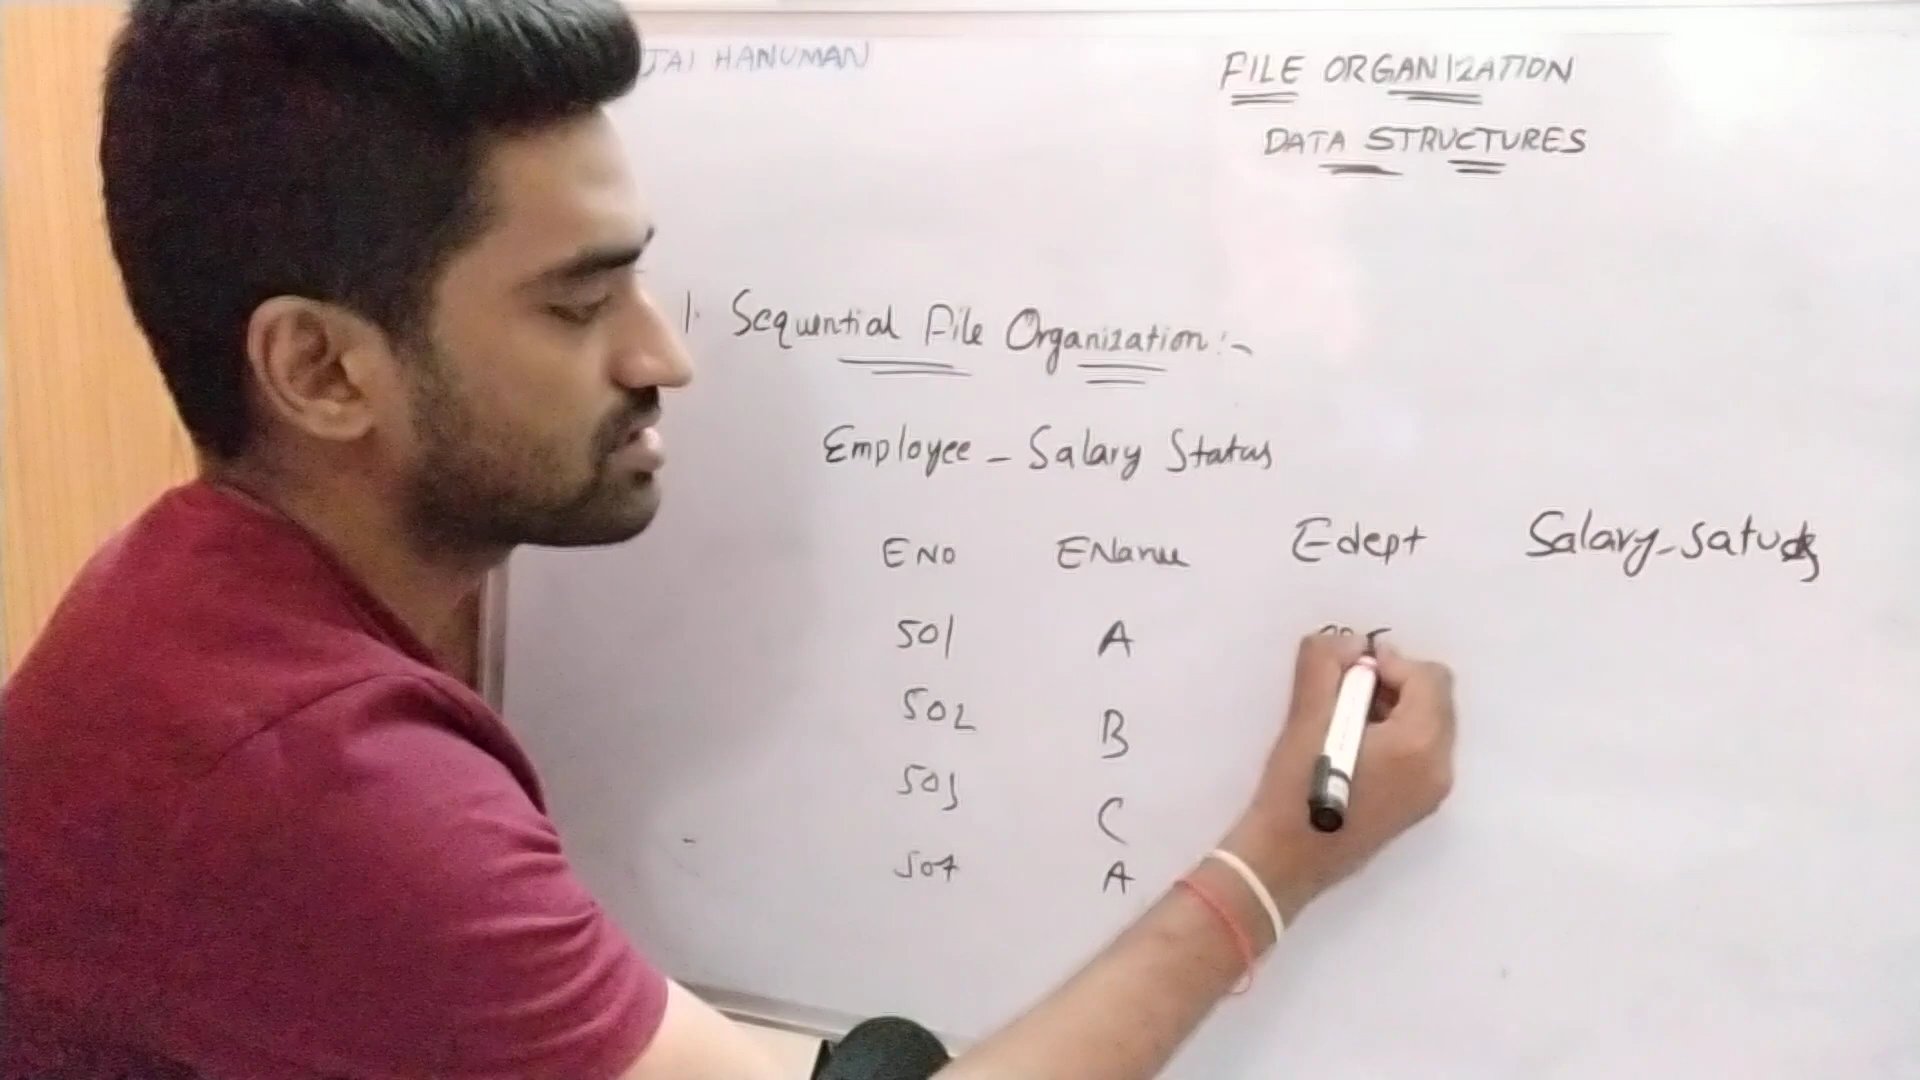 JAI HANUMAN
FILE ORGANIZATION
DATA STRUCTURES
1. Sequential File Organization:-
Employee - Salary Status
ENO EName Edept Salary-satus
501 A
502 B
503 C
504 A